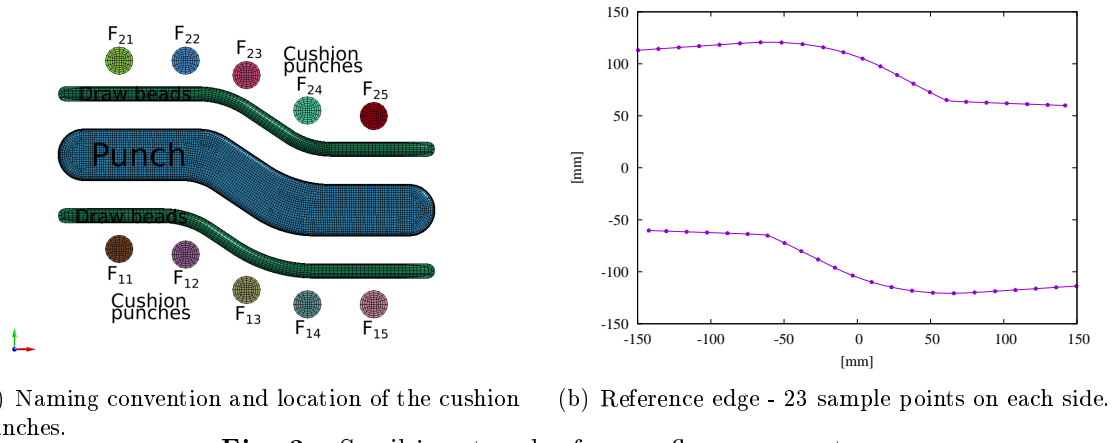 F21
F22
F23
Cushion
punches
F24
F25
Draw beads
Punch
Draw beads
F11
F12
Cushion
punches
F13
F14
F15
150
100
50
0
-50
-100
-150
-150
-100
-50
0
50
100
150
[mm]
[mm]
) Naming convention and location of the cushion
nches.
(b) Reference edge - 23 sample points on each side.